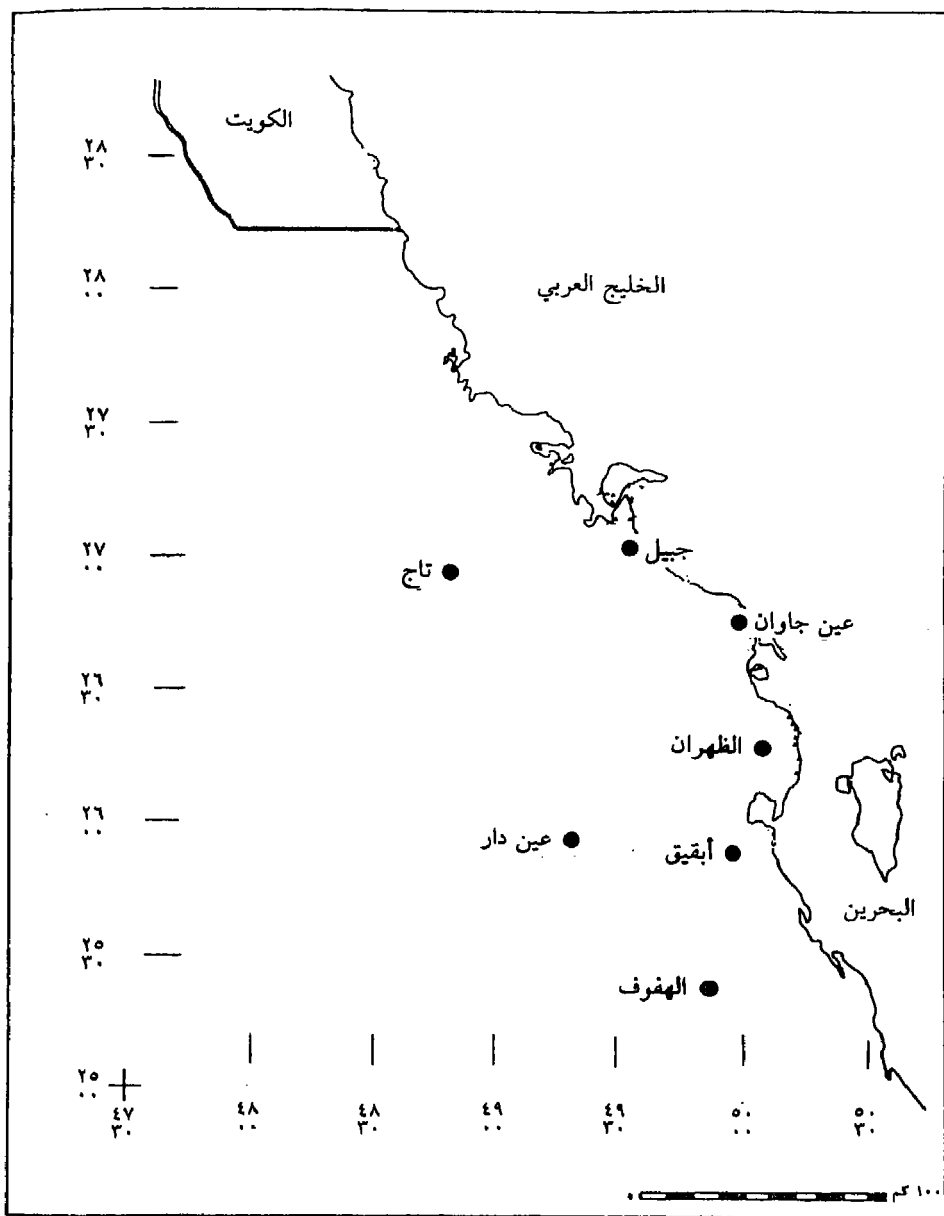 الكويت
٢٨
٣٠
الخليج العربي
٢٨
٠٠
٢٧
٣٠
٢٧
٠٠
جبيل
تاج
عين جاوان
٢٦
٣٠
الظهران
٢٦
٠٠
عين دار
أبقيق
البحرين
٢٥
٣٠
الهفوف
٢٥
٠٠
٤٧
٣٠
٤٨
٠٠
٤٨
٣٠
٤٩
٠٠
٤٩
٣٠
٥٠
٠٠
٥٠
٣٠
٠ ١٠٠ كم